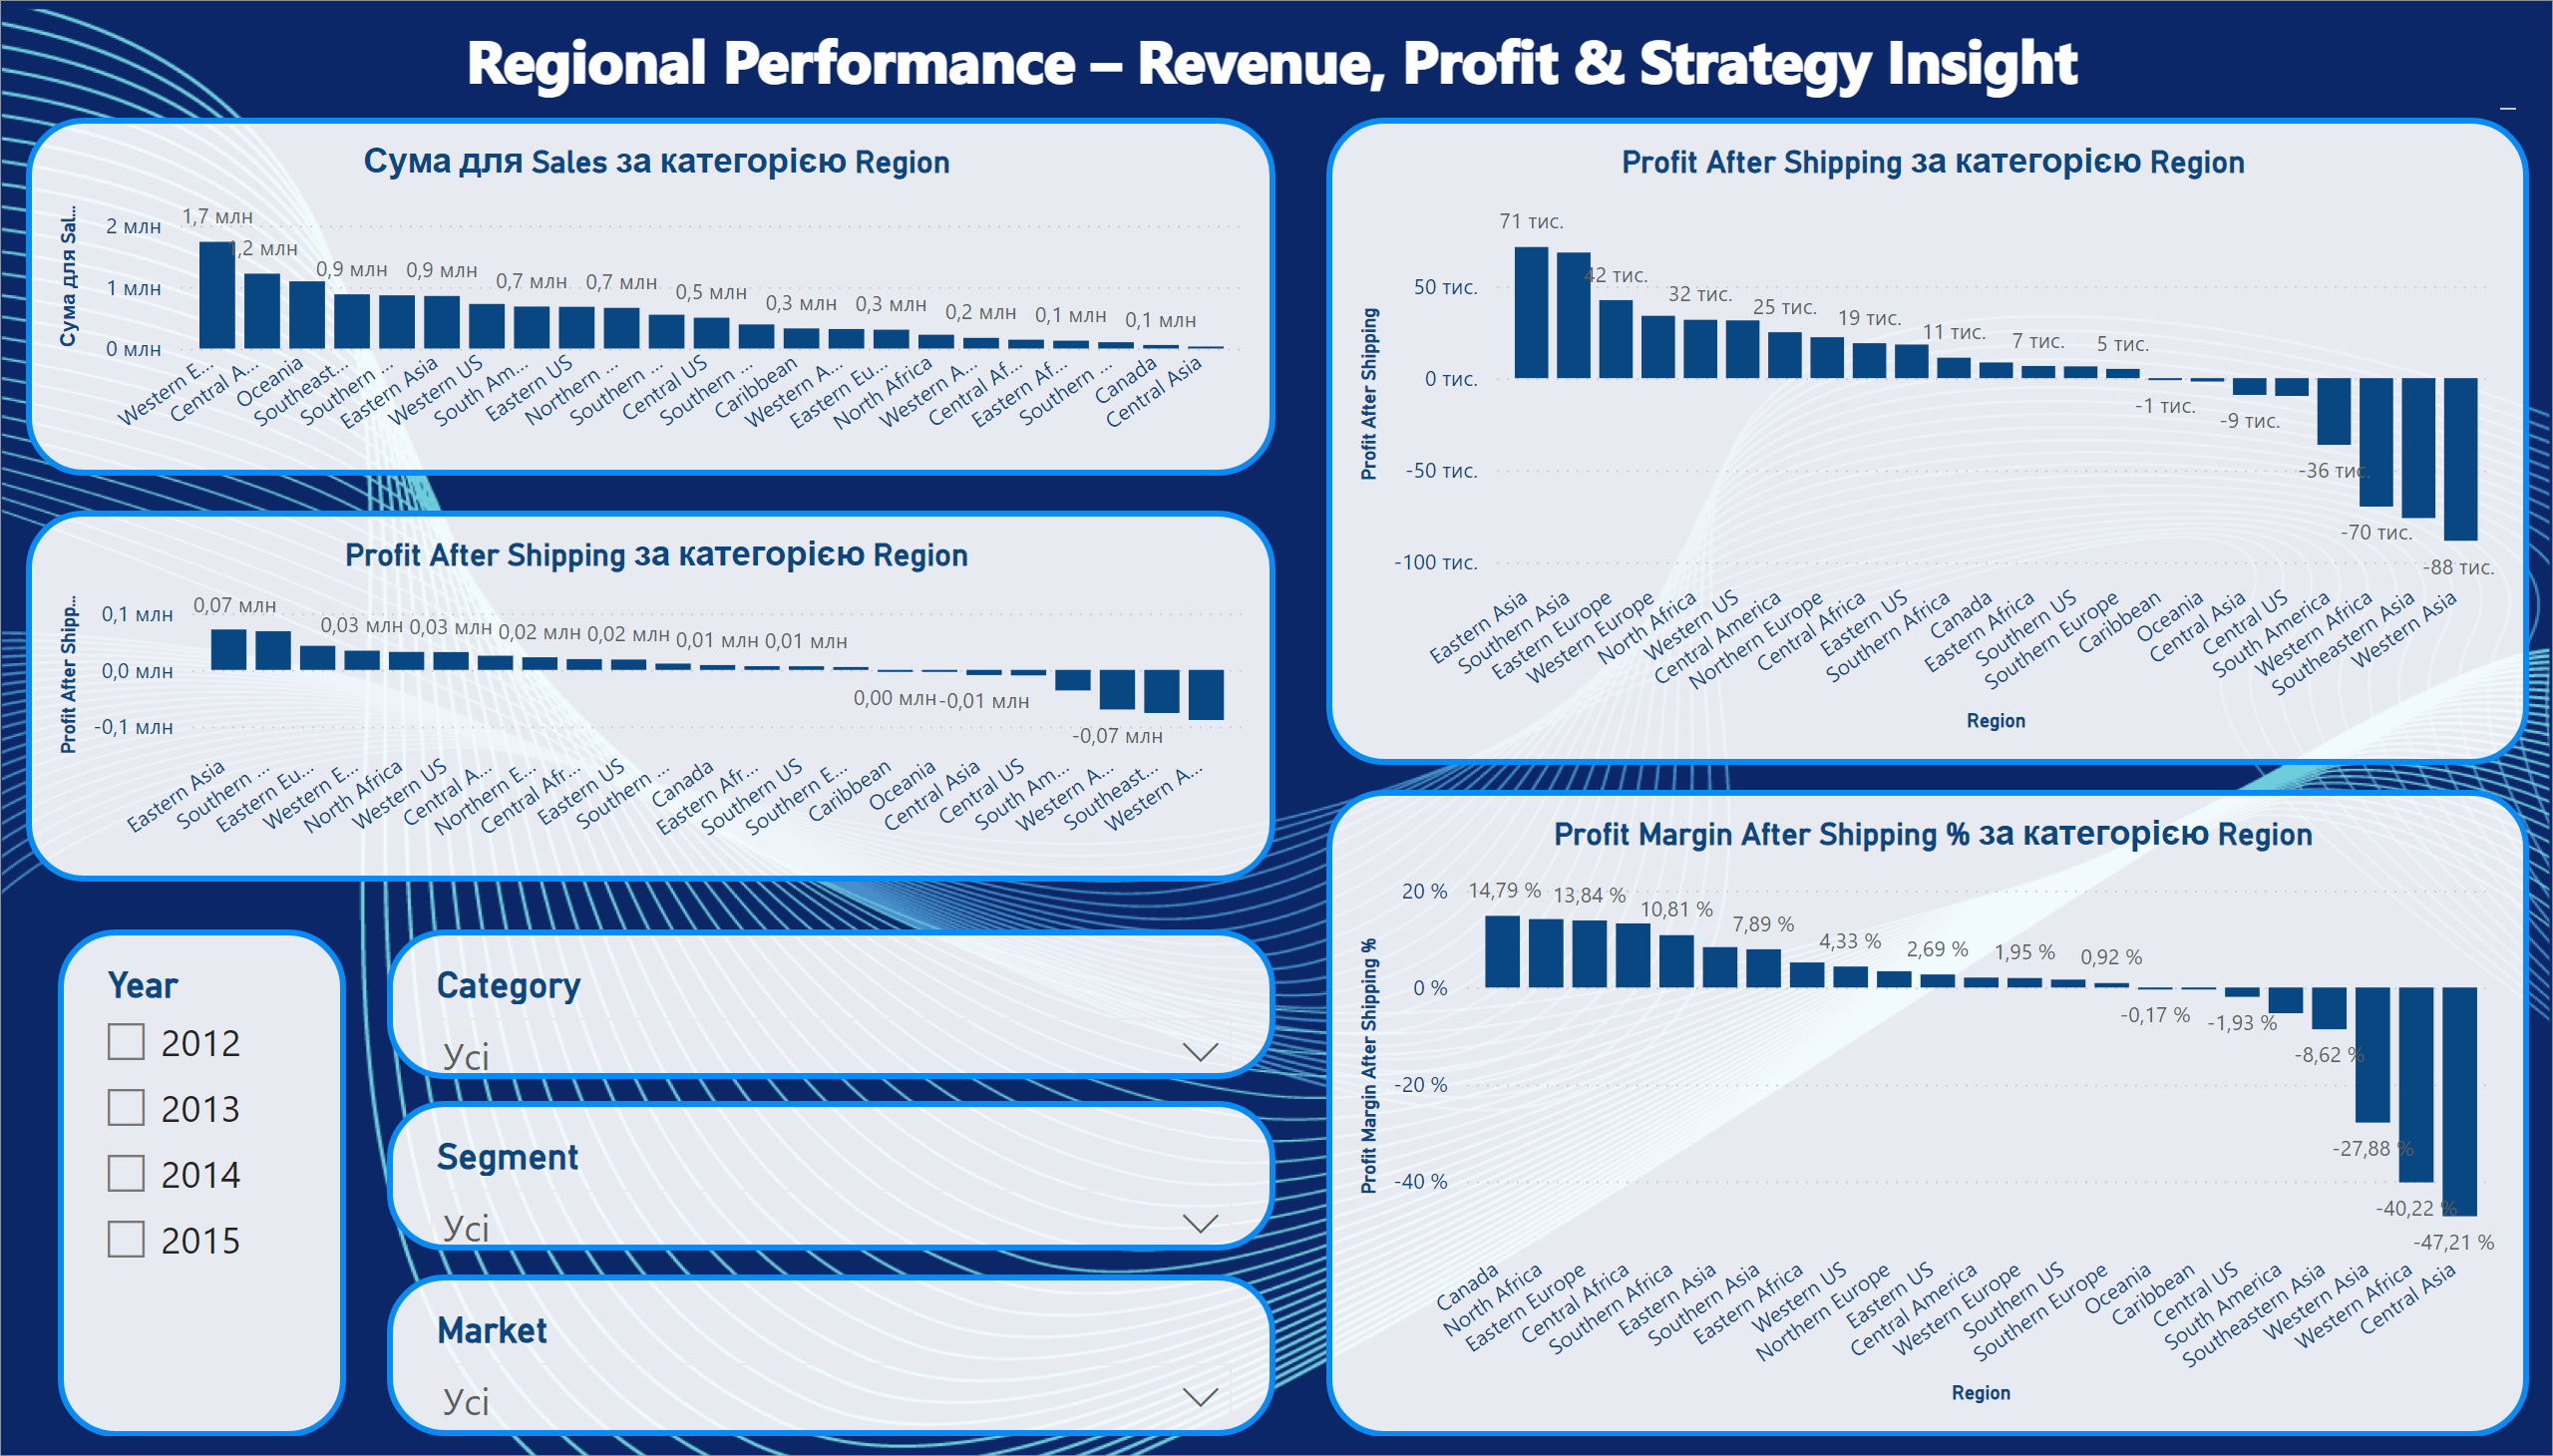 Regional Performance – Revenue, Profit & Strategy Insight
Сума для Sales за категорією Region
Сума для Sal...
2 млн
1 млн
0 млн
1,7 млн
1,2 млн
0,9 млн
0,9 млн
0,7 млн
0,7 млн
0,5 млн
0,3 млн
0,3 млн
0,2 млн
0,1 млн
0,1 млн
Western E...
Central A...
Oceania
Southeast...
Southern ...
Eastern Asia
Western US
South Am...
Eastern US
Northern ...
Southern ...
Central US
Southern ...
Caribbean
Western A...
Eastern Eu...
North Africa
Western A...
Central Af...
Eastern Af...
Southern ...
Canada
Central Asia
Profit After Shipping за категорією Region
Profit After Shipp...
0,1 млн
0,0 млн
-0,1 млн
0,07 млн
0,03 млн
0,03 млн
0,02 млн
0,02 млн
0,01 млн
0,01 млн
0,00 млн
-0,01 млн
-0,07 млн
Eastern Asia
Southern ...
Eastern Eu...
Western E...
North Africa
Western US
Central A...
Northern E...
Central Afr...
Eastern US
Southern ...
Canada
Eastern Afr...
Southern US
Southern E...
Caribbean
Oceania
Central Asia
Central US
South Am...
Western A...
Southeast...
Western A...
Year
2012
2013
2014
2015
Category
Усі
Segment
Усі
Market
Усі
Profit After Shipping за категорією Region
Profit After Shipping
50 тис.
0 тис.
-50 тис.
-100 тис.
71 тис.
42 тис.
32 тис.
25 тис.
19 тис.
11 тис.
7 тис.
5 тис.
-1 тис.
-9 тис.
-36 тис.
-70 тис.
-88 тис.
Eastern Asia
Southern Asia
Eastern Europe
Western Europe
North Africa
Western US
Central America
Northern Europe
Central Africa
Eastern US
Southern Africa
Canada
Eastern Africa
Southern US
Southern Europe
Caribbean
Oceania
Central Asia
Central US
South America
Western Africa
Southeastern Asia
Western Asia
Region
Profit Margin After Shipping % за категорією Region
Profit Margin After Shipping %
20 %
0 %
-20 %
-40 %
14,79 %
13,84 %
10,81 %
7,89 %
4,33 %
2,69 %
1,95 %
0,92 %
-0,17 %
-1,93 %
-8,62 %
-27,88 %
-40,22 %
-47,21 %
Canada
North Africa
Eastern Europe
Central Africa
Southern Africa
Eastern Asia
Southern Asia
Eastern Africa
Western US
Northern Europe
Eastern US
Central America
Western Europe
Southern US
Southern Europe
Oceania
Caribbean
Central US
South America
Southeastern Asia
Western Asia
Western Africa
Central Asia
Region